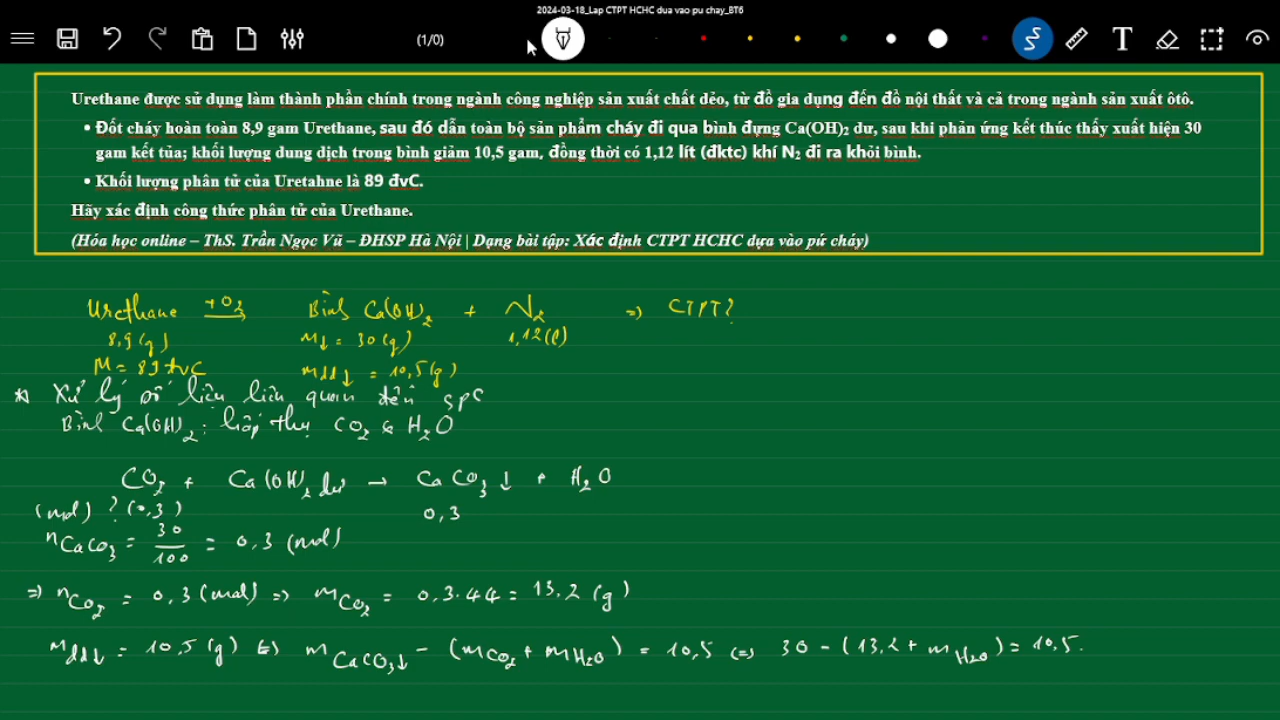 2024-03-18_Lap CTPT HCHC dua vao pu chay_BT6
(1/0)
T
Urethane được sử dụng làm thành phần chính trong ngành công nghiệp sản xuất chất dẻo, từ đồ gia dụng đến đồ nội thất và cả trong ngành sản xuất ôtô.
• Đốt cháy hoàn toàn 8,9 gam Urethane, sau đó dẫn toàn bộ sản phẩm cháy đi qua bình đựng Ca(OH)₂ dư, sau khi phản ứng kết thúc thấy xuất hiện 30
gam kết tủa; khối lượng dung dịch trong bình giảm 10,5 gam, đồng thời có 1,12 lít (đktc) khí N₂ đi ra khỏi bình.
• Khối lượng phân tử của Uretahne là 89 đvC.
Hãy xác định công thức phân tử của Urethane.
(Hóa học online – ThS. Trần Ngọc Vũ – ĐHSP Hà Nội | Dạng bài tập: Xác định CTPT HCHC dựa vào pứ cháy)
Urethane +O₂ → Bình Ca(OH)₂ + N₂ => CTPT?
8,9(g) m↓ = 30(g) 1,12(l)
M = 89 đvC mdd↓ = 10,5(g)
* Xử lý số liệu liên quan đến spc
Bình Ca(OH)₂: hấp thụ CO₂ & H₂O
CO₂ + Ca(OH)₂ dư → CaCO₃↓ + H₂O
(mol) ? (0,3) 0,3
nCaCO₃ = 30/100 = 0,3 (mol)
=> nCO₂ = 0,3 (mol) => mCO₂ = 0,3.44 = 13,2 (g)
mdd↓ = 10,5 (g) <=> mCaCO₃↓ - (mCO₂ + mH₂O) = 10,5 <=> 30 - (13,2 + mH₂O) = 10,5.